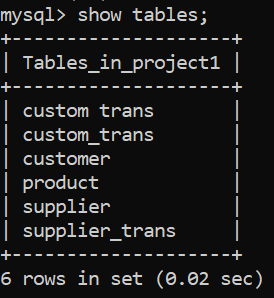 mysql> show tables;
+--------------------+
| Tables_in_project1 |
+--------------------+
| custom trans       |
| custom_trans       |
| customer           |
| product            |
| supplier           |
| supplier_trans     |
+--------------------+
6 rows in set (0.02 sec)